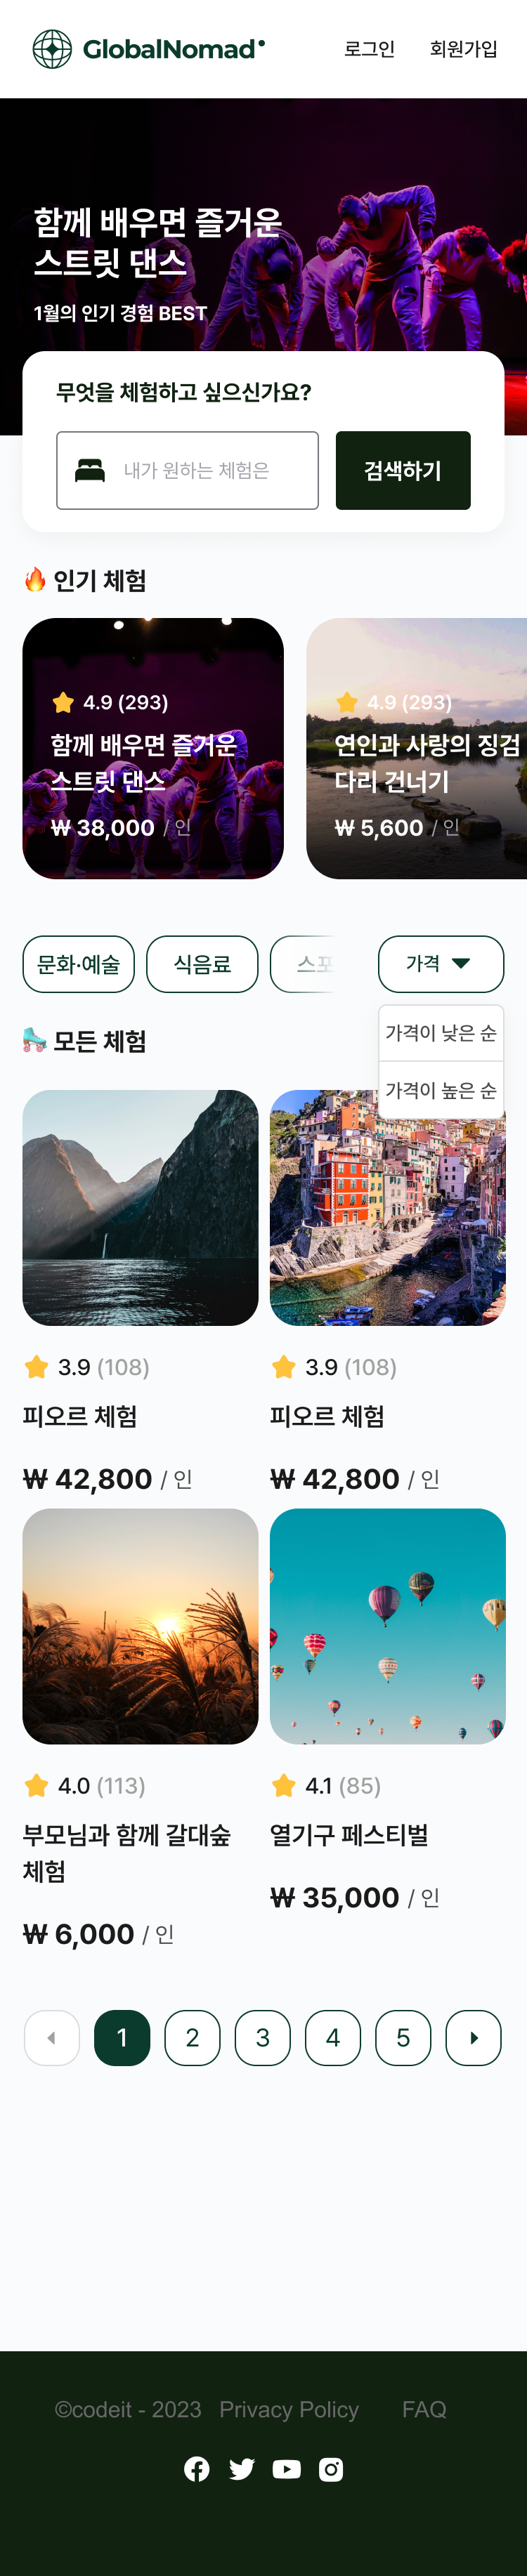 GlobalNomad
로그인 회원가입
함께 배우면 즐거운
스트릿 댄스
1월의 인기 경험 BEST
무엇을 체험하고 싶으신가요?
내가 원하는 체험은
검색하기
🔥 인기 체험
4.9 (293)
함께 배우면 즐거운
스트릿 댄스
₩ 38,000 / 인
4.9 (293)
연인과 사랑의 징검
다리 건너기
₩ 5,600 / 인
문화·예술 식음료 스포 가격
가격이 낮은 순
가격이 높은 순
🛼 모든 체험
3.9 (108)
피오르 체험
₩ 42,800 / 인
3.9 (108)
피오르 체험
₩ 42,800 / 인
4.0 (113)
부모님과 함께 갈대숲
체험
₩ 6,000 / 인
4.1 (85)
열기구 페스티벌
₩ 35,000 / 인
1 2 3 4 5
©codeit - 2023 Privacy Policy FAQ